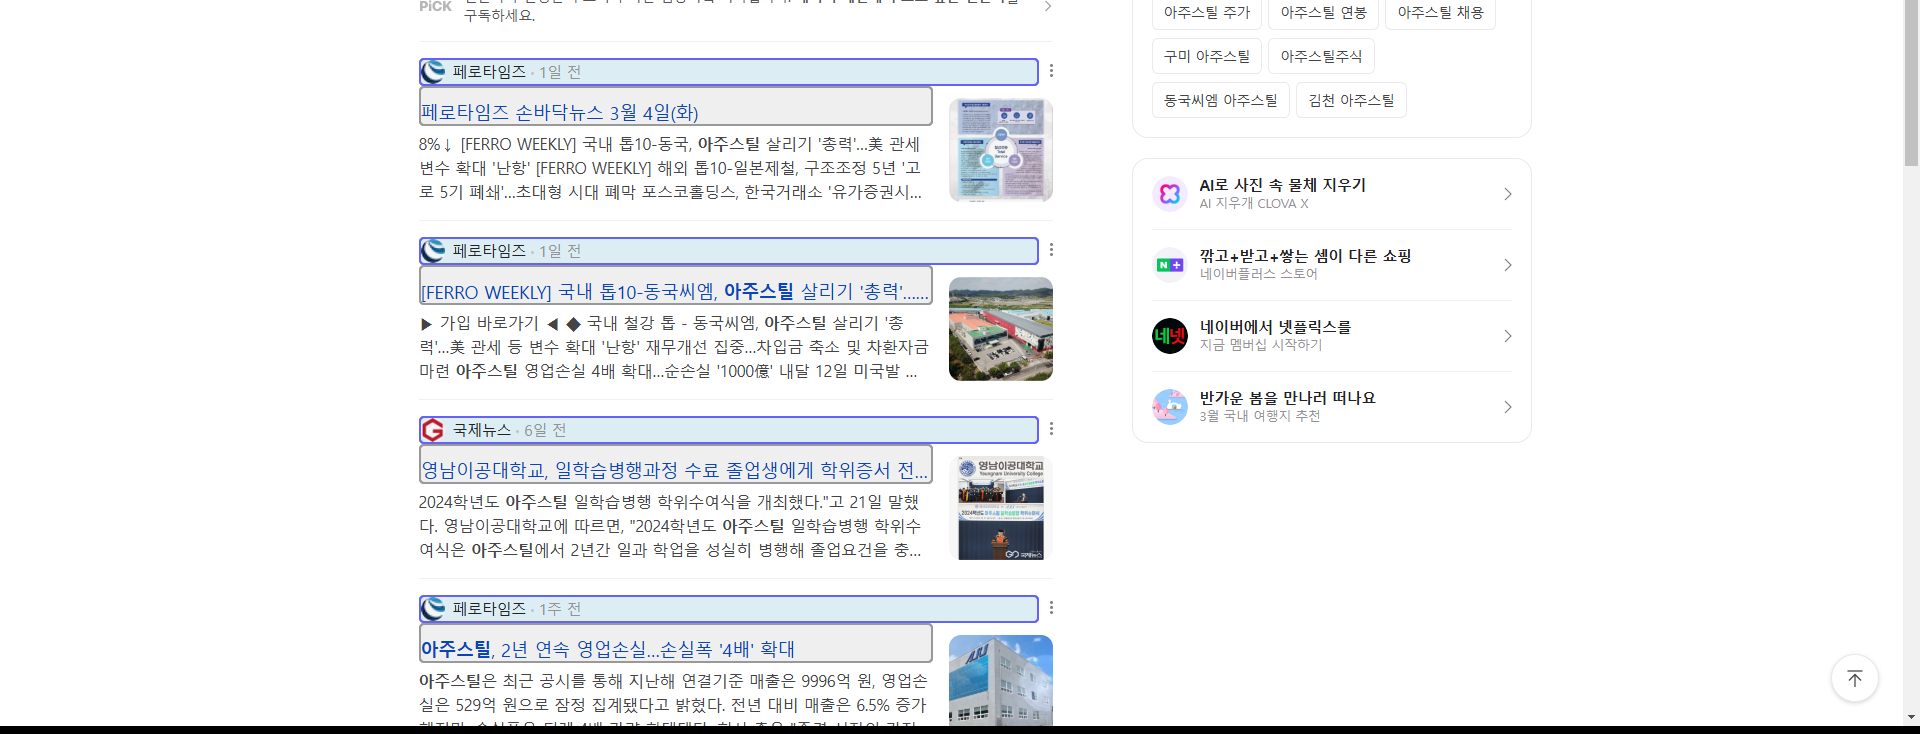 PiCK
구독하세요.
페로타임즈 · 1일 전
페로타임즈 손바닥뉴스 3월 4일(화)
8%↓ [FERRO WEEKLY] 국내 톱10-동국, 아주스틸 살리기 '총력'...美 관세
변수 확대 '난항' [FERRO WEEKLY] 해외 톱10-일본제철, 구조조정 5년 '고
로 5기 폐쇄'...초대형 시대 폐막 포스코홀딩스, 한국거래소 '유가증권시...
페로타임즈 · 1일 전
[FERRO WEEKLY] 국내 톱10-동국씨엠, 아주스틸 살리기 '총력'......
▶ 가입 바로가기 ◀ ◆ 국내 철강 톱 - 동국씨엠, 아주스틸 살리기 '총
력'...美 관세 등 변수 확대 '난항' 재무개선 집중...차입금 축소 및 차환자금
마련 아주스틸 영업손실 4배 확대...순손실 '1000億' 내달 12일 미국발 ...
국제뉴스 · 6일 전
영남이공대학교, 일학습병행과정 수료 졸업생에게 학위증서 전...
영남이공대학교
Yeungnam University College
국제뉴스
2024학년도 아주스틸 일학습병행 학위수여식을 개최했다."고 21일 말했
다. 영남이공대학교에 따르면, "2024학년도 아주스틸 일학습병행 학위수
여식은 아주스틸에서 2년간 일과 학업을 성실히 병행해 졸업요건을 충...
페로타임즈 · 1주 전
아주스틸, 2년 연속 영업손실...손실폭 '4배' 확대
아주스틸은 최근 공시를 통해 지난해 연결기준 매출은 9996억 원, 영업손
실은 529억 원으로 잠정 집계됐다고 밝혔다. 전년 대비 매출은 6.5% 증가
AJU
아주스틸 주가
아주스틸 연봉
아주스틸 채용
구미 아주스틸
아주스틸주식
동국씨엠 아주스틸
김천 아주스틸
AI로 사진 속 물체 지우기
AI 지우개 CLOVA X
N+
깎고+받고+쌓는 셈이 다른 쇼핑
네이버플러스 스토어
네넷
네이버에서 넷플릭스를
지금 멤버십 시작하기
반가운 봄을 만나러 떠나요
3월 국내 여행지 추천